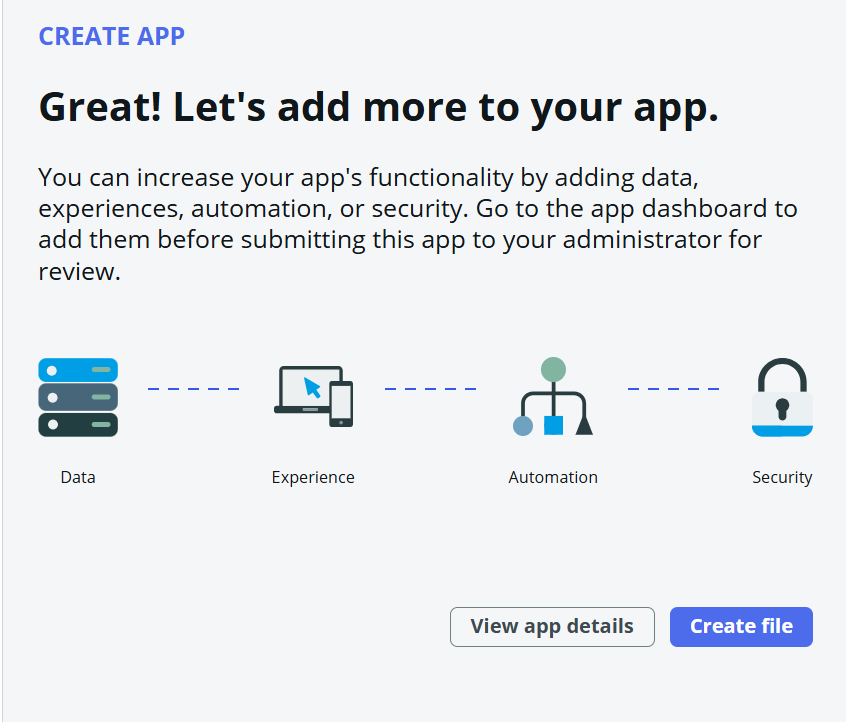 CREATE APP
Great! Let's add more to your app.
You can increase your app's functionality by adding data,
experiences, automation, or security. Go to the app dashboard to
add them before submitting this app to your administrator for
review.
Data
Experience
Automation
Security
View app details
Create file